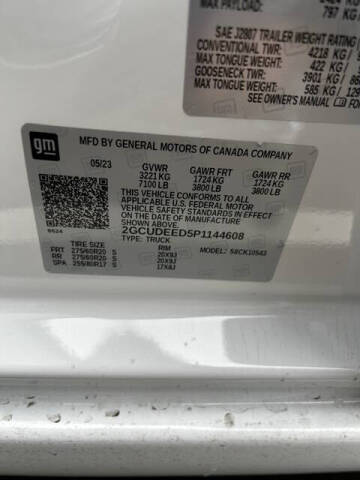 MAX PAYLOAD:
797 KG
SAE J2807 TRAILER WEIGHT RATING
CONVENTIONAL TWR: 4218 KG
MAX TONGUE WEIGHT: 422 KG
GOOSENECK TWR: 3901 KG
MAX TONGUE WEIGHT: 585 KG
SEE OWNER'S MANUAL
gm
MFD BY GENERAL MOTORS OF CANADA COMPANY
05/23 GVWR GAWR FRT GAWR RR
3221 KG 1724 KG 1724 KG
7100 LB 3800 LB 3800 LB
THIS VEHICLE CONFORMS TO ALL
APPLICABLE U.S. FEDERAL MOTOR
VEHICLE SAFETY AND THEFT
PREVENTION STANDARDS IN EFFECT
ON THE DATE OF MANUFACTURE
SHOWN ABOVE.
2GCUDEED5P1144608
TYPE: TRUCK MODEL: 58CK10543
TIRE SIZE RIM
FRT 275/60R20 S 20X9J
RR 275/60R20 S 20X9J
SPA 255/80R17 S 17X8J